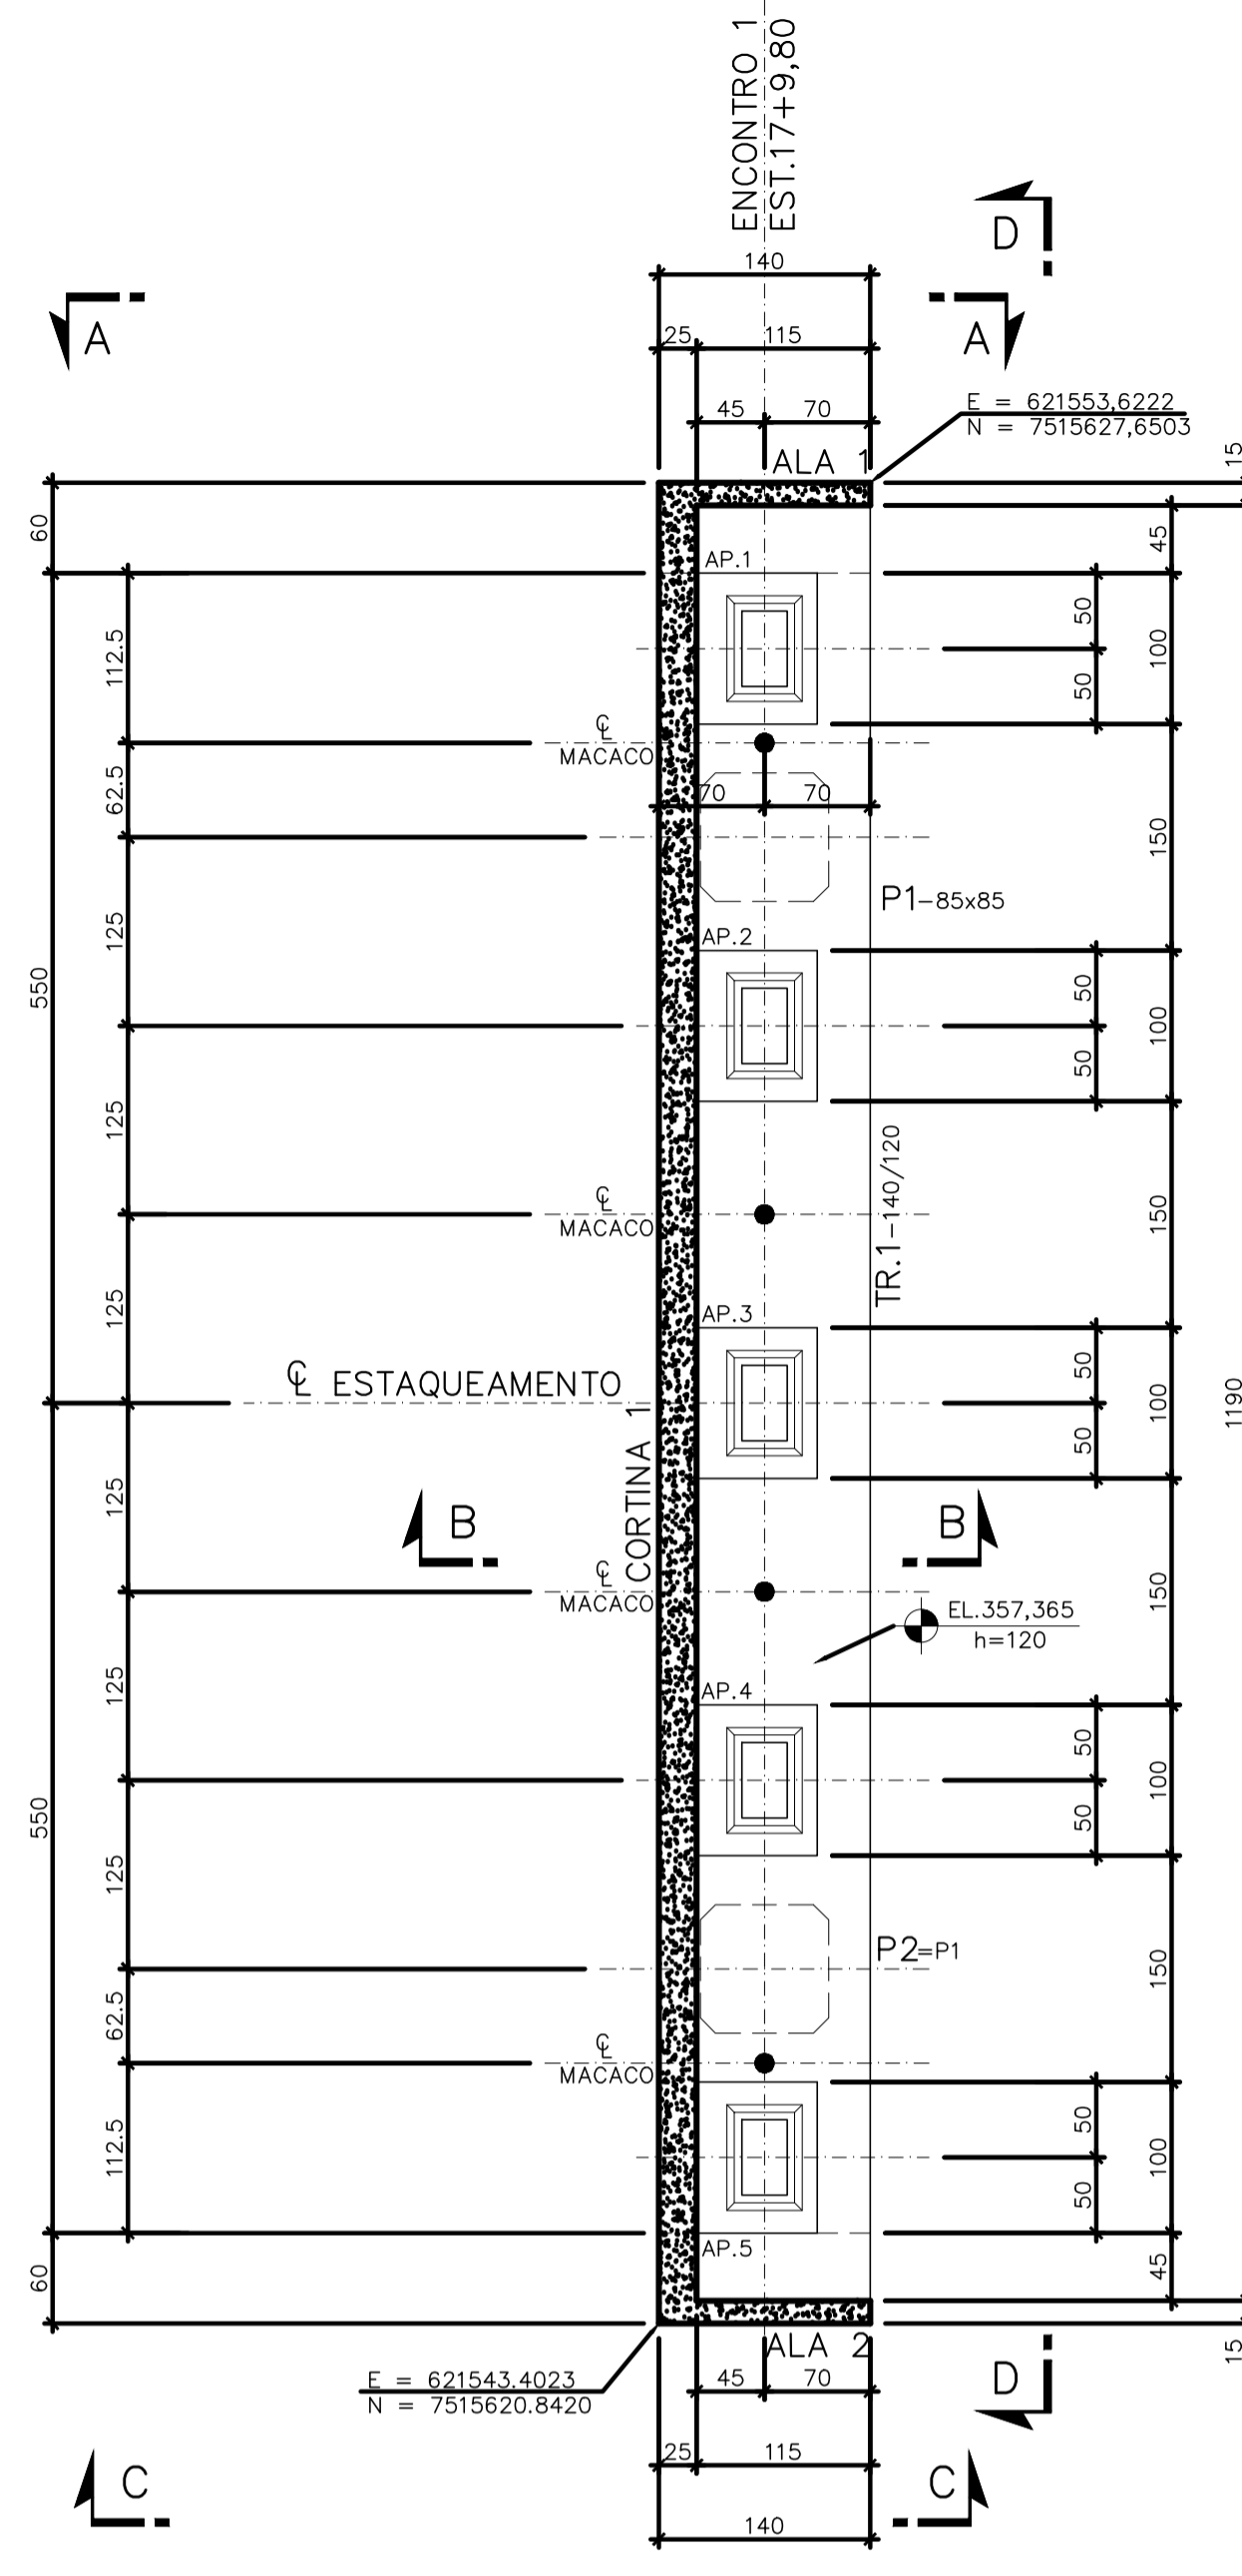 ENCONTRO 1
EST.17+9,80
D
140
A
A
25
115
E = 621553,6222
N = 7515627,6503
45
70
ALA 1
15
60
45
AP.1
50
112.5
100
50
℄
MACACO
62.5
70
70
150
P1-85x85
125
AP.2
550
50
100
50
125
TR.1-140/120
℄
MACACO
150
125
AP.3
50
℄ ESTAQUEAMENTO
100
1190
CORTINA 1
50
125
B
B
℄
MACACO
150
EL.357,365
h=120
125
AP.4
50
100
550
50
125
P2=P1
150
62.5
℄
MACACO
50
112.5
100
50
AP.5
60
45
ALA 2
15
E = 621543.4023
N = 7515620.8420
45
70
D
25
115
C
C
140